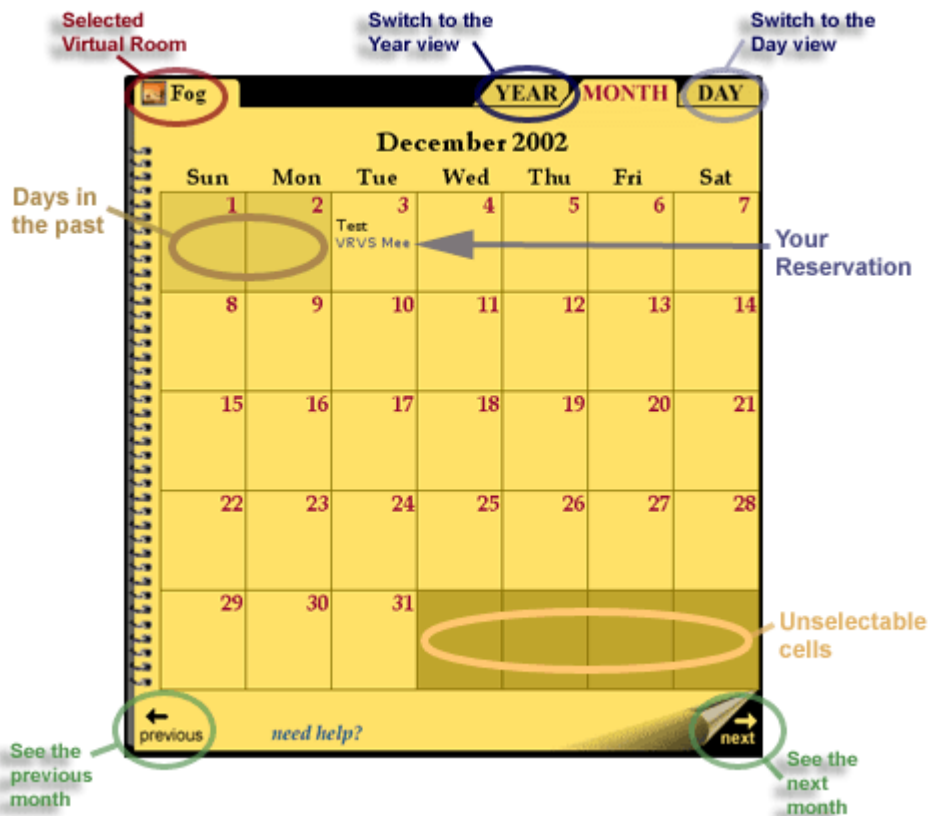 Selected
Virtual Room
Switch to the
Year view
Switch to the
Day view
Fog
YEAR
MONTH
DAY
December 2002
Sun Mon Tue Wed Thu Fri Sat
Days in
the past
1 2 3 4 5 6 7
Test
VRVS Mee
Your
Reservation
8 9 10 11 12 13 14
15 16 17 18 19 20 21
22 23 24 25 26 27 28
29 30 31
Unselectable
cells
previous
need help?
next
See the
previous
month
See the
next
month